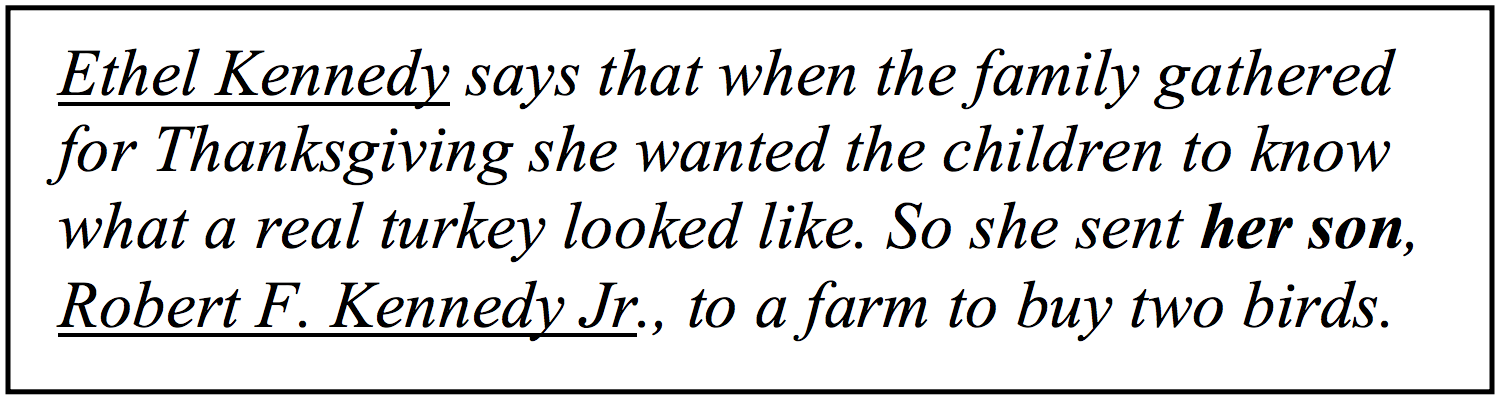 Ethel Kennedy says that when the family gathered
for Thanksgiving she wanted the children to know
what a real turkey looked like. So she sent her son,
Robert F. Kennedy Jr., to a farm to buy two birds.